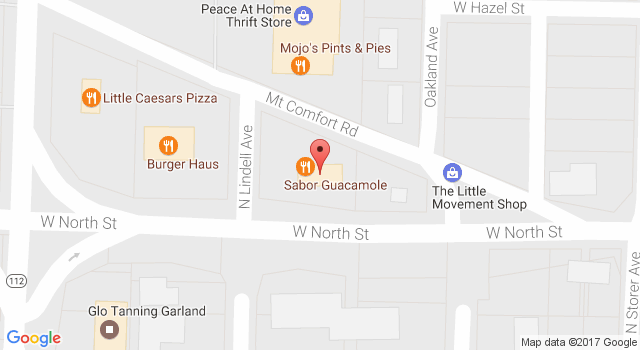 W Hazel St
Peace At Home
Thrift Store
Mojo's Pints & Pies
Oakland Ave
Little Caesars Pizza
Mt Comfort Rd
N Lindell Ave
Burger Haus
Sabor Guacamole
The Little
Movement Shop
W North St
W North St
W North St
112
N Storer Ave
Glo Tanning Garland
Google
Map data ©2017 Google